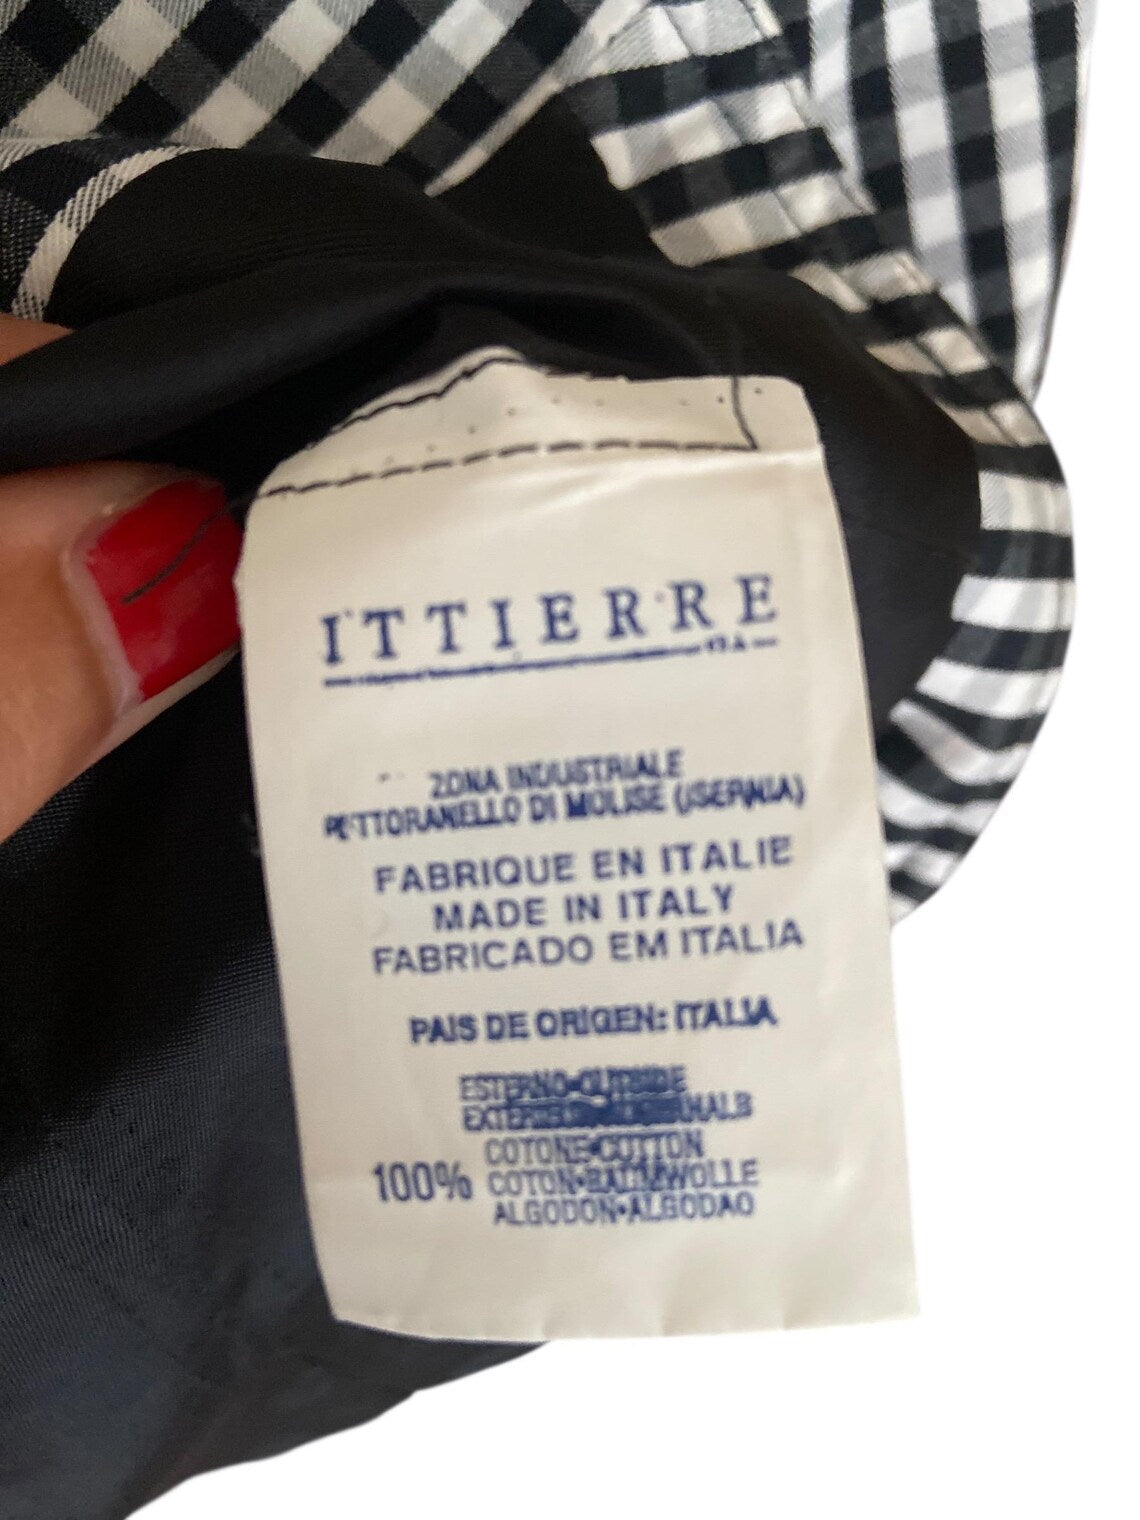 ITTIERRE
S.P.A.
ZONA INDUSTRIALE
PETTORANELLO DI MOLISE (ISERNIA)
FABRIQUE EN ITALIE
MADE IN ITALY
FABRICADO EM ITALIA
PAIS DE ORIGEN: ITALIA
ESTERNO•OUTSIDE
COTONE•COTTON
100% COTON•BAUMWOLLE
ALGODON•ALGODAO